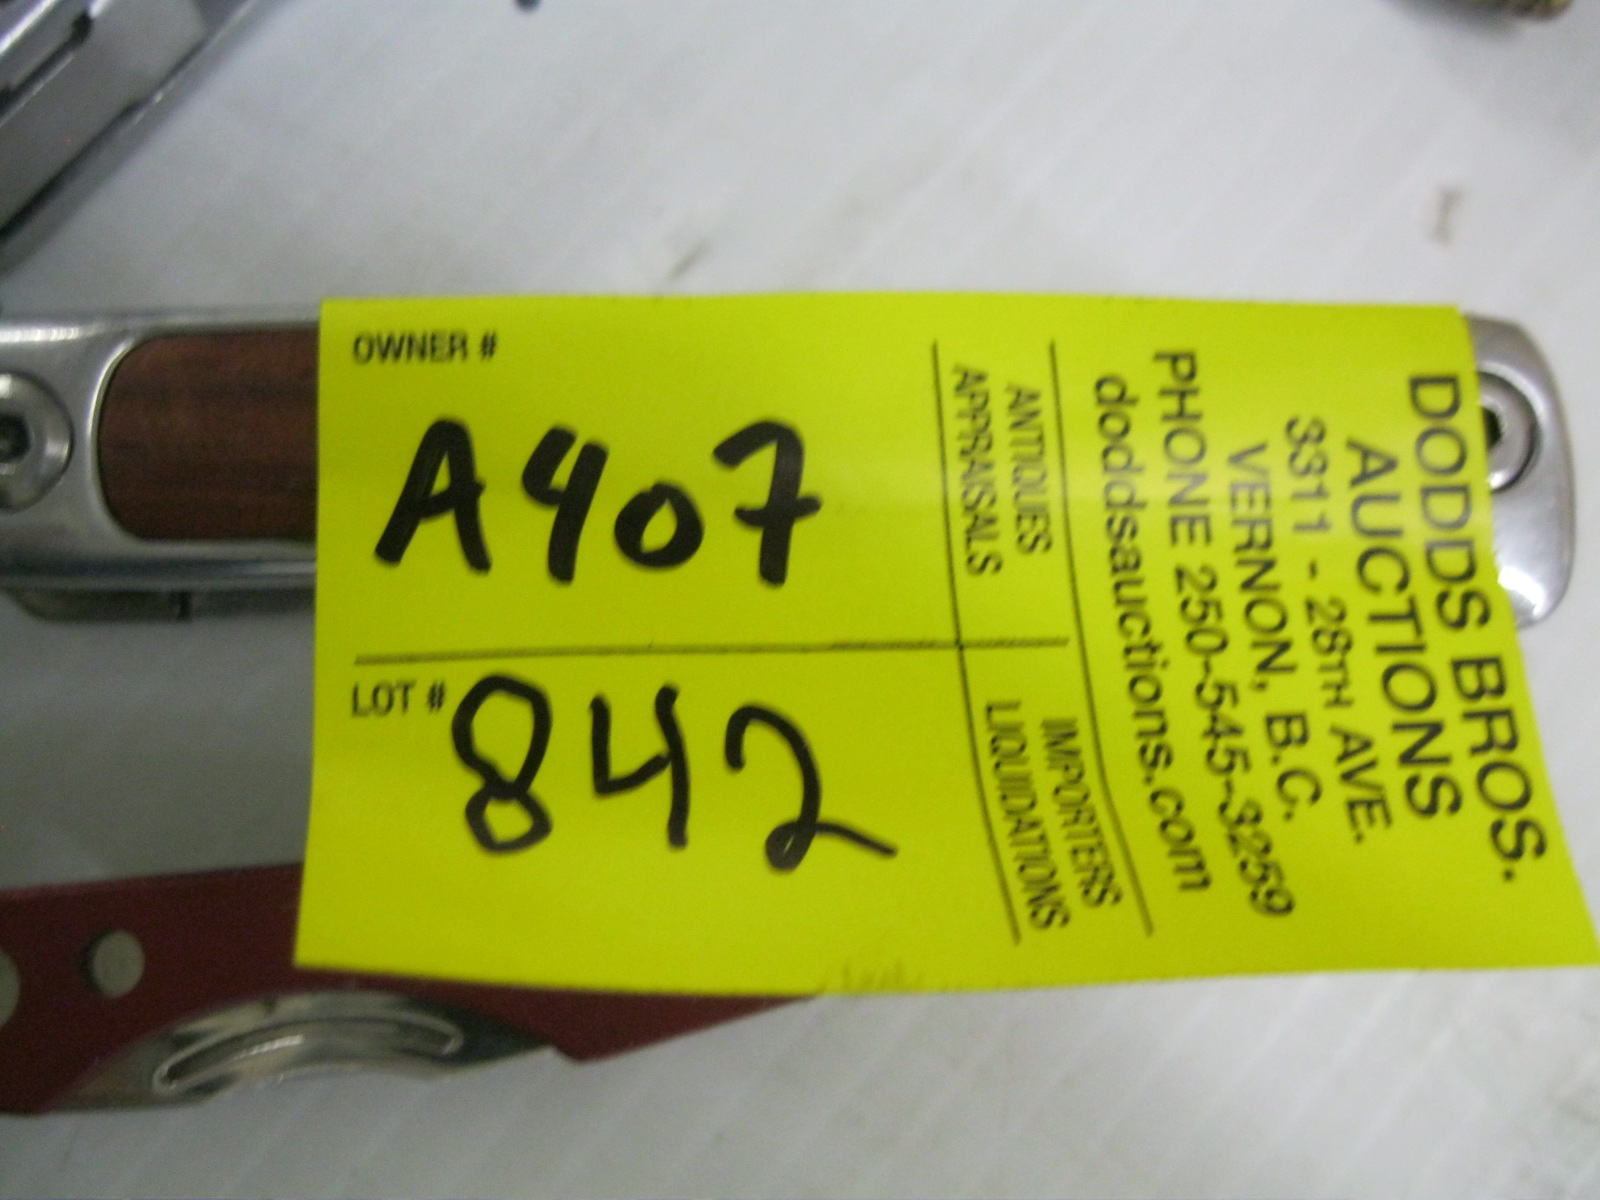 OWNER #
A407
LOT #
842
ANTIQUES
APPRAISALS
IMPORTERS
LIQUIDATIONS
DODDS BROS.
AUCTIONS
3311 - 28TH AVE.
VERNON, B.C.
PHONE 250-545-3259
doddsauctions.com